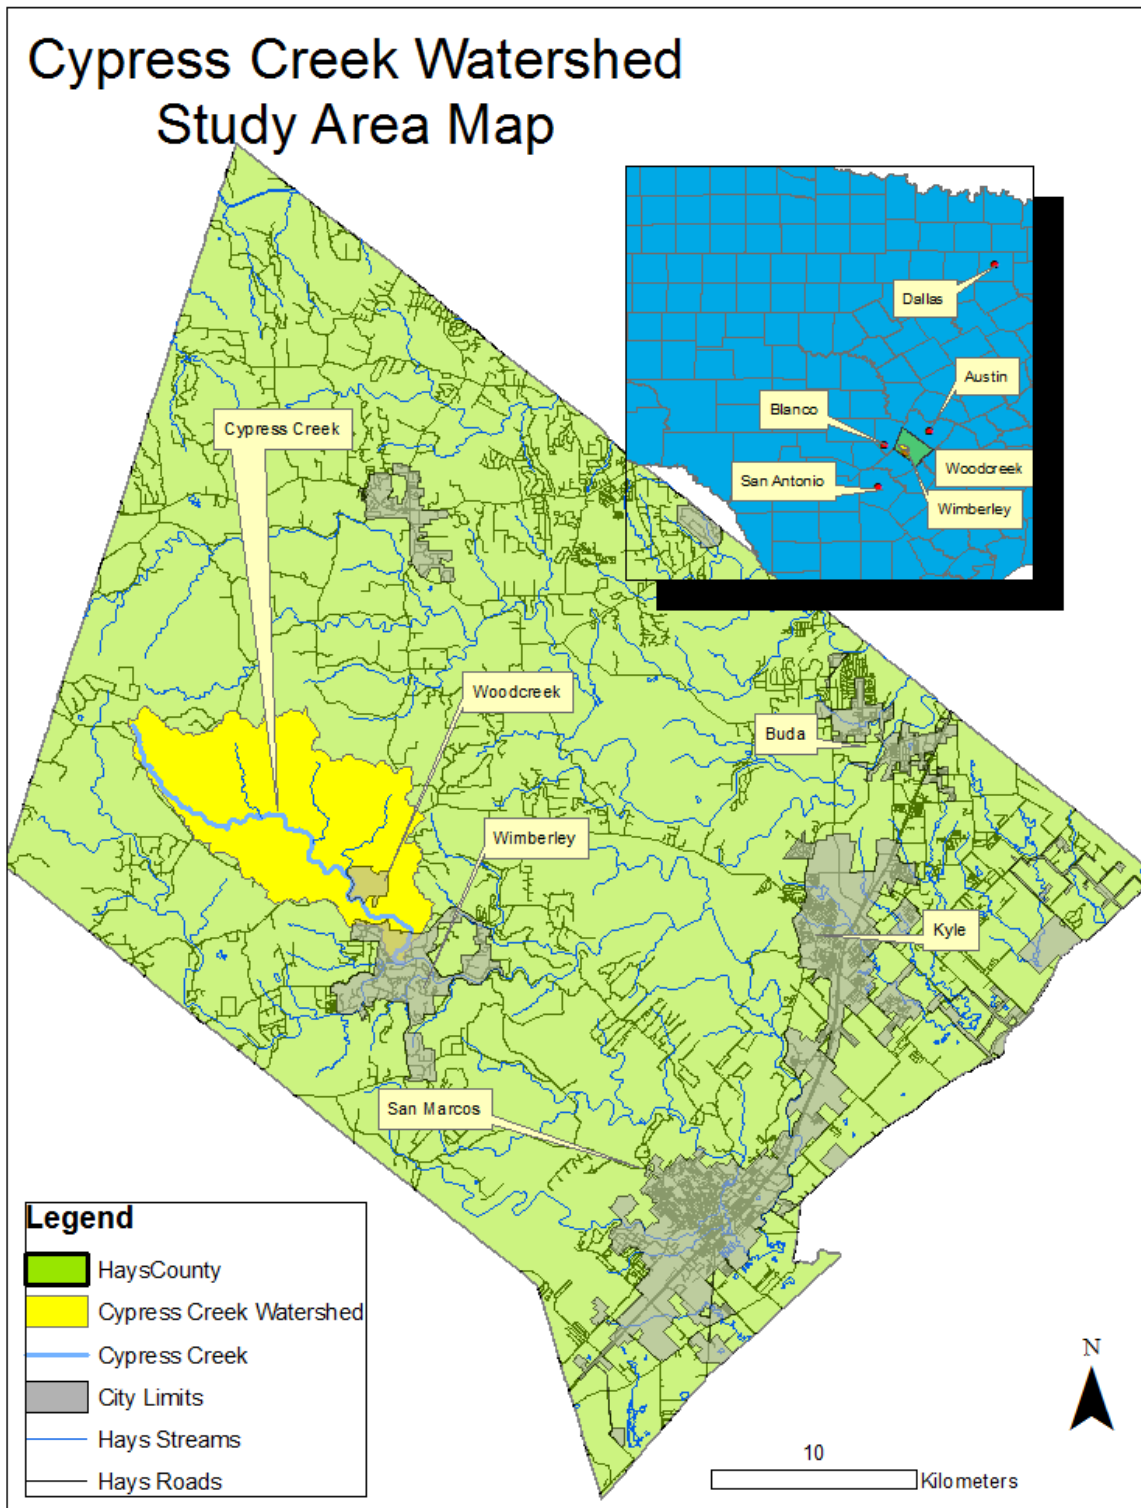 Cypress Creek Watershed
Study Area Map
Dallas
Austin
Blanco
Woodcreek
San Antonio
Wimberley
Cypress Creek
Woodcreek
Buda
Wimberley
Kyle
San Marcos
Legend
HaysCounty
Cypress Creek Watershed
Cypress Creek
City Limits
Hays Streams
Hays Roads
N
10
Kilometers